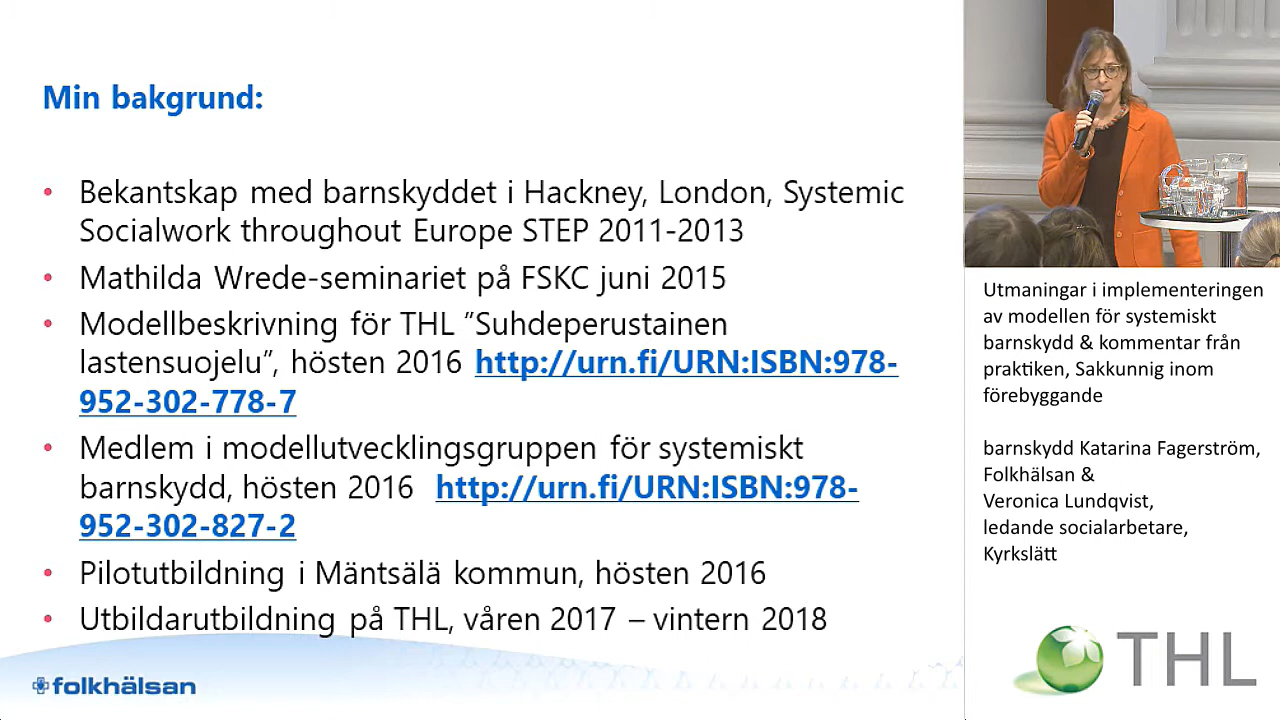 Min bakgrund:
• Bekantskap med barnskyddet i Hackney, London, Systemic
Socialwork throughout Europe STEP 2011-2013
• Mathilda Wrede-seminariet på FSKC juni 2015
• Modellbeskrivning för THL ”Suhdeperustainen
lastensuojelu”, hösten 2016 http://urn.fi/URN:ISBN:978-
952-302-778-7
• Medlem i modellutvecklingsgruppen för systemiskt
barnskydd, hösten 2016 http://urn.fi/URN:ISBN:978-
952-302-827-2
• Pilotutbildning i Mäntsälä kommun, hösten 2016
• Utbildarutbildning på THL, våren 2017 – vintern 2018
folkhälsan
Utmaningar i implementeringen
av modellen för systemiskt
barnskydd & kommentar från
praktiken, Sakkunnig inom
förebyggande
barnskydd Katarina Fagerström,
Folkhälsan &
Veronica Lundqvist,
ledande socialarbetare,
Kyrkslätt
THL